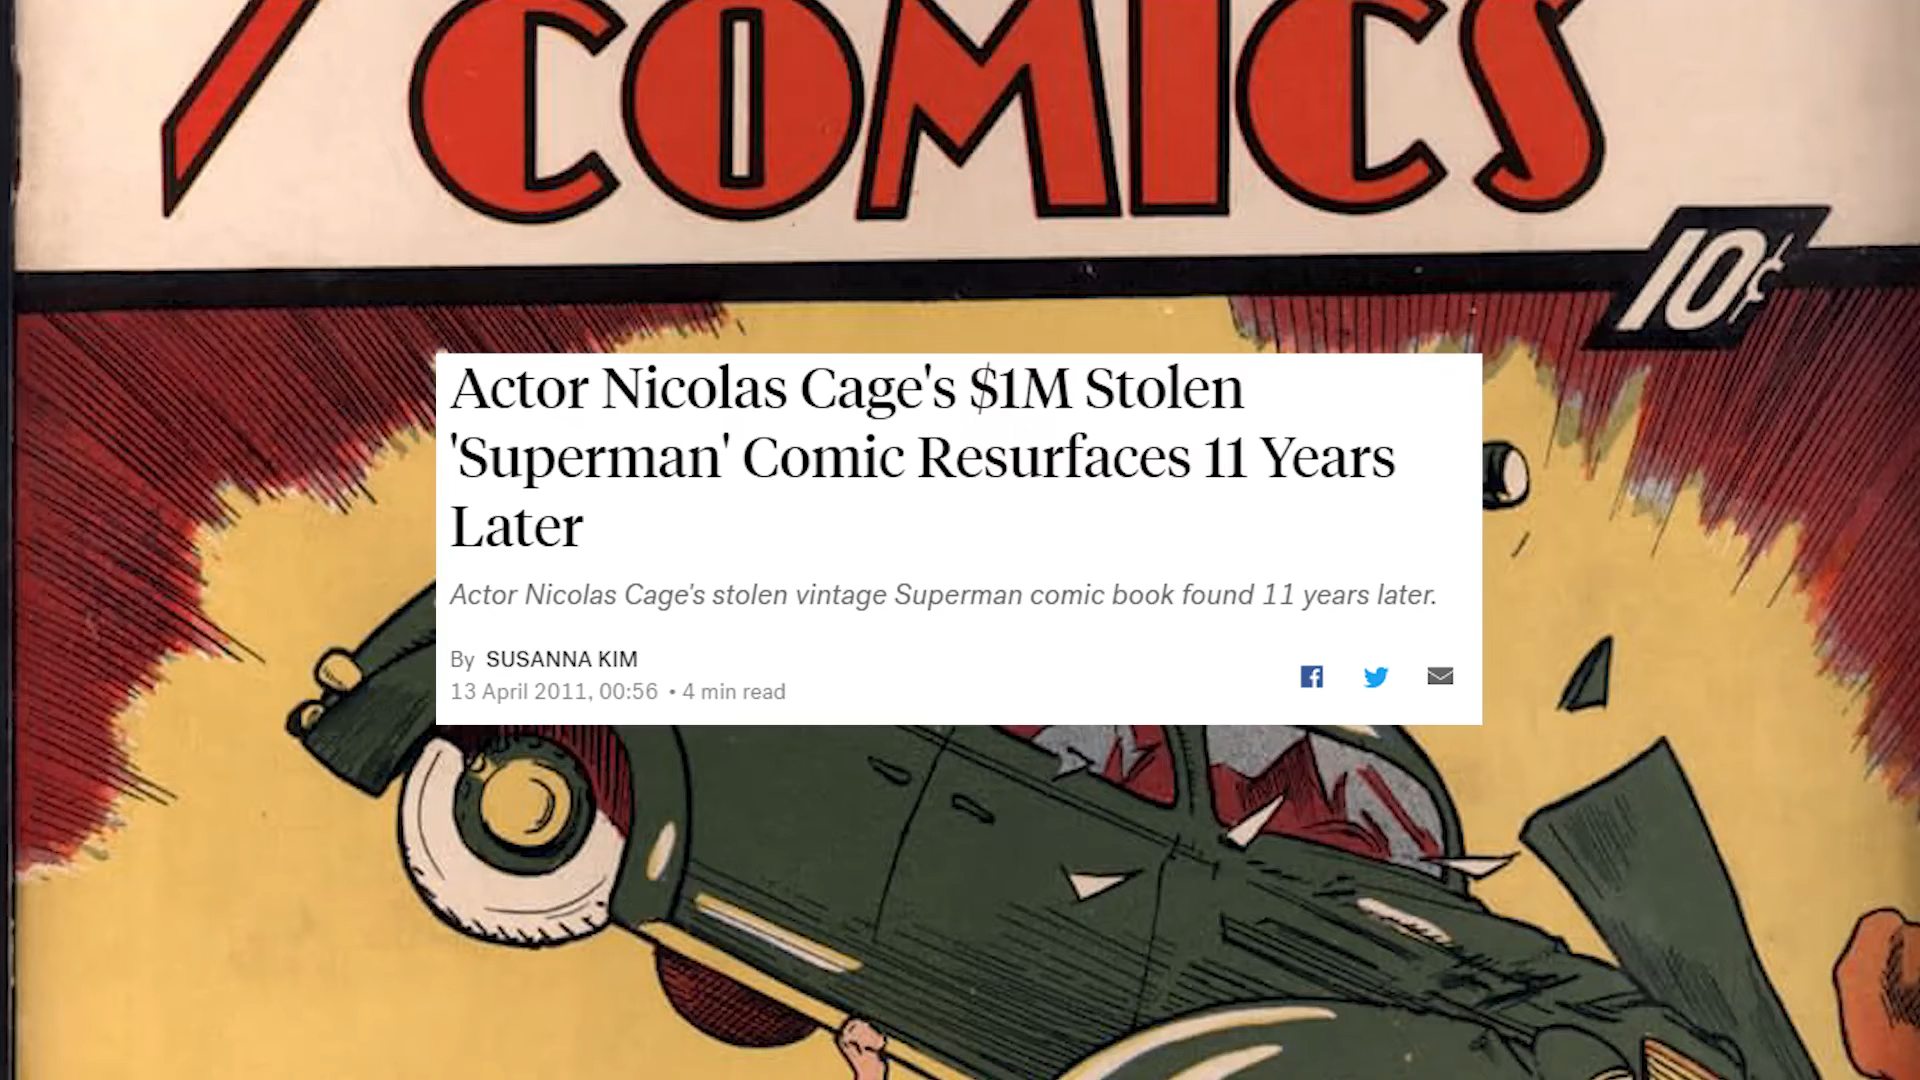 COMICS
10¢
Actor Nicolas Cage's $1M Stolen
'Superman' Comic Resurfaces 11 Years
Later
Actor Nicolas Cage's stolen vintage Superman comic book found 11 years later.
By SUSANNA KIM
13 April 2011, 00:56 • 4 min read